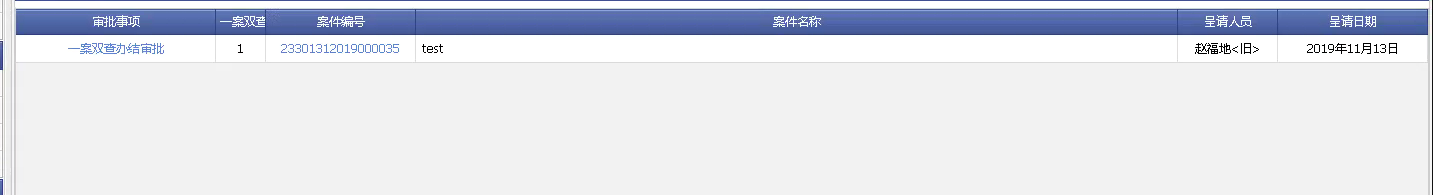 审批事项 一案双查 案件编号 案件名称 呈请人员 呈请日期
一案双查办结审批 1 23301312019000035 test 赵福地<旧> 2019年11月13日